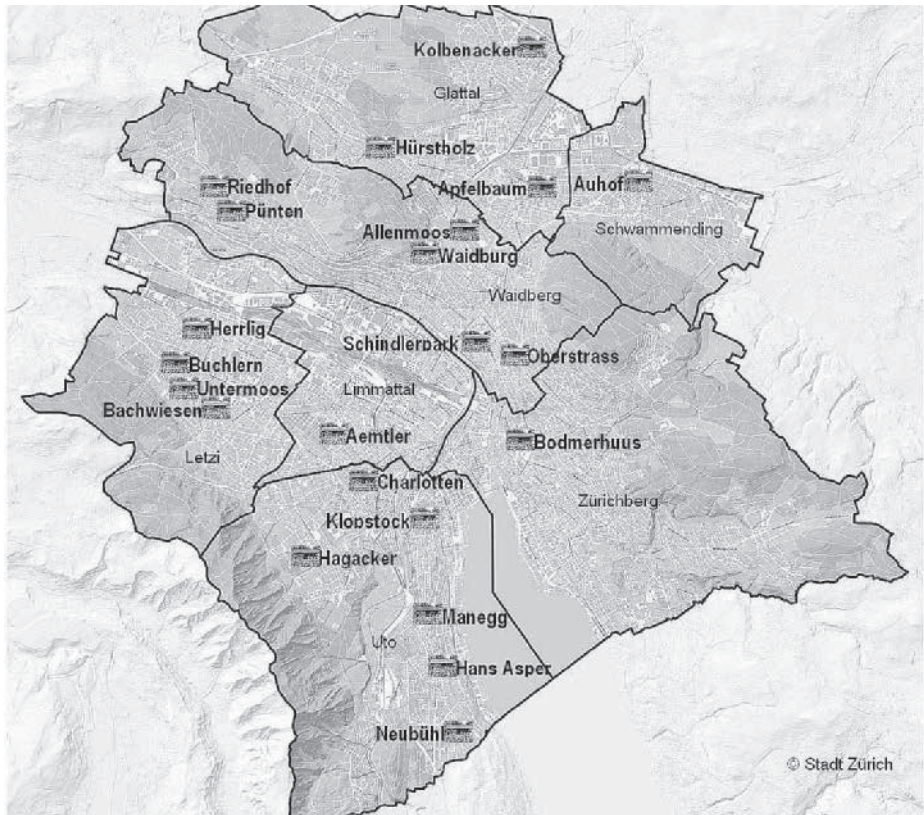 Kolbenacker
Glattal
Hürstholz
Riedhof
Apfelbaum
Auhof
Pünten
Allenmoos
Schwammending
Waidburg
Waidberg
Herrlig
Schindlerpark
Oberstrass
Buchlern
Untermoos
Limmattal
Bachwiesen
Aemtler
Bodmerhuus
Letzi
Charlotten
Zürichberg
Klopstock
Hagacker
Manegg
Uto
Hans Asper
Neubühl
© Stadt Zürich